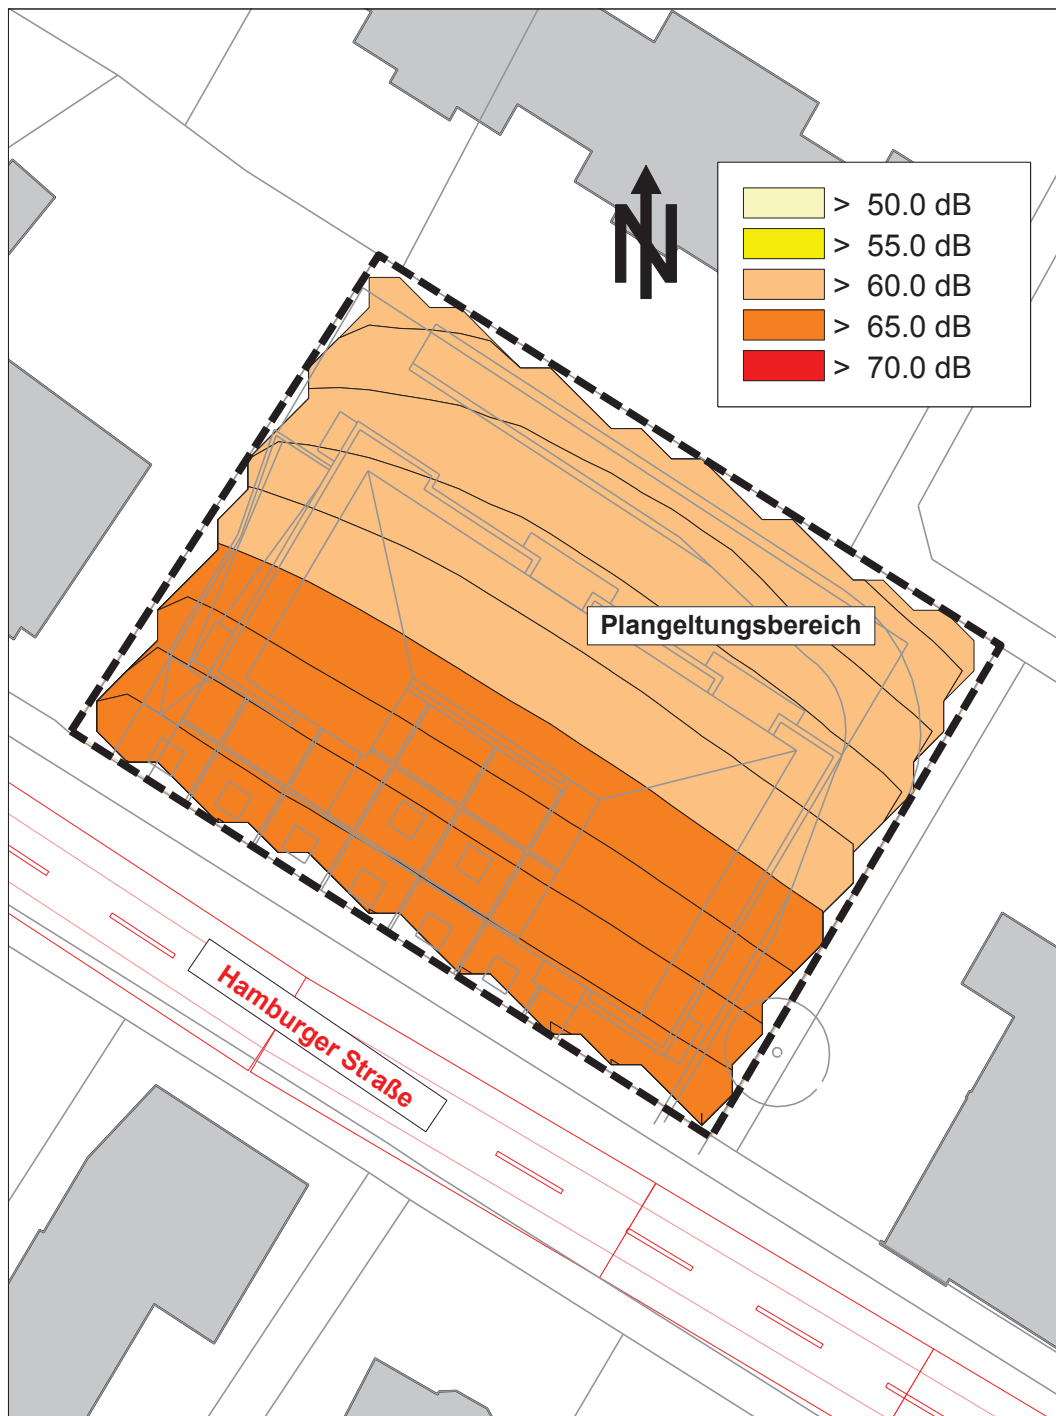 N
> 50.0 dB
> 55.0 dB
> 60.0 dB
> 65.0 dB
> 70.0 dB
Plangeltungsbereich
Hamburger Straße